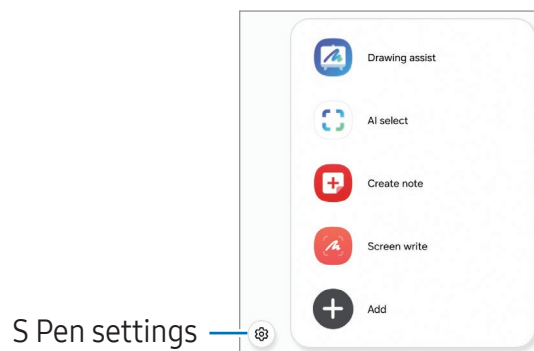 Drawing assist
AI select
Create note
Screen write
Add
S Pen settings